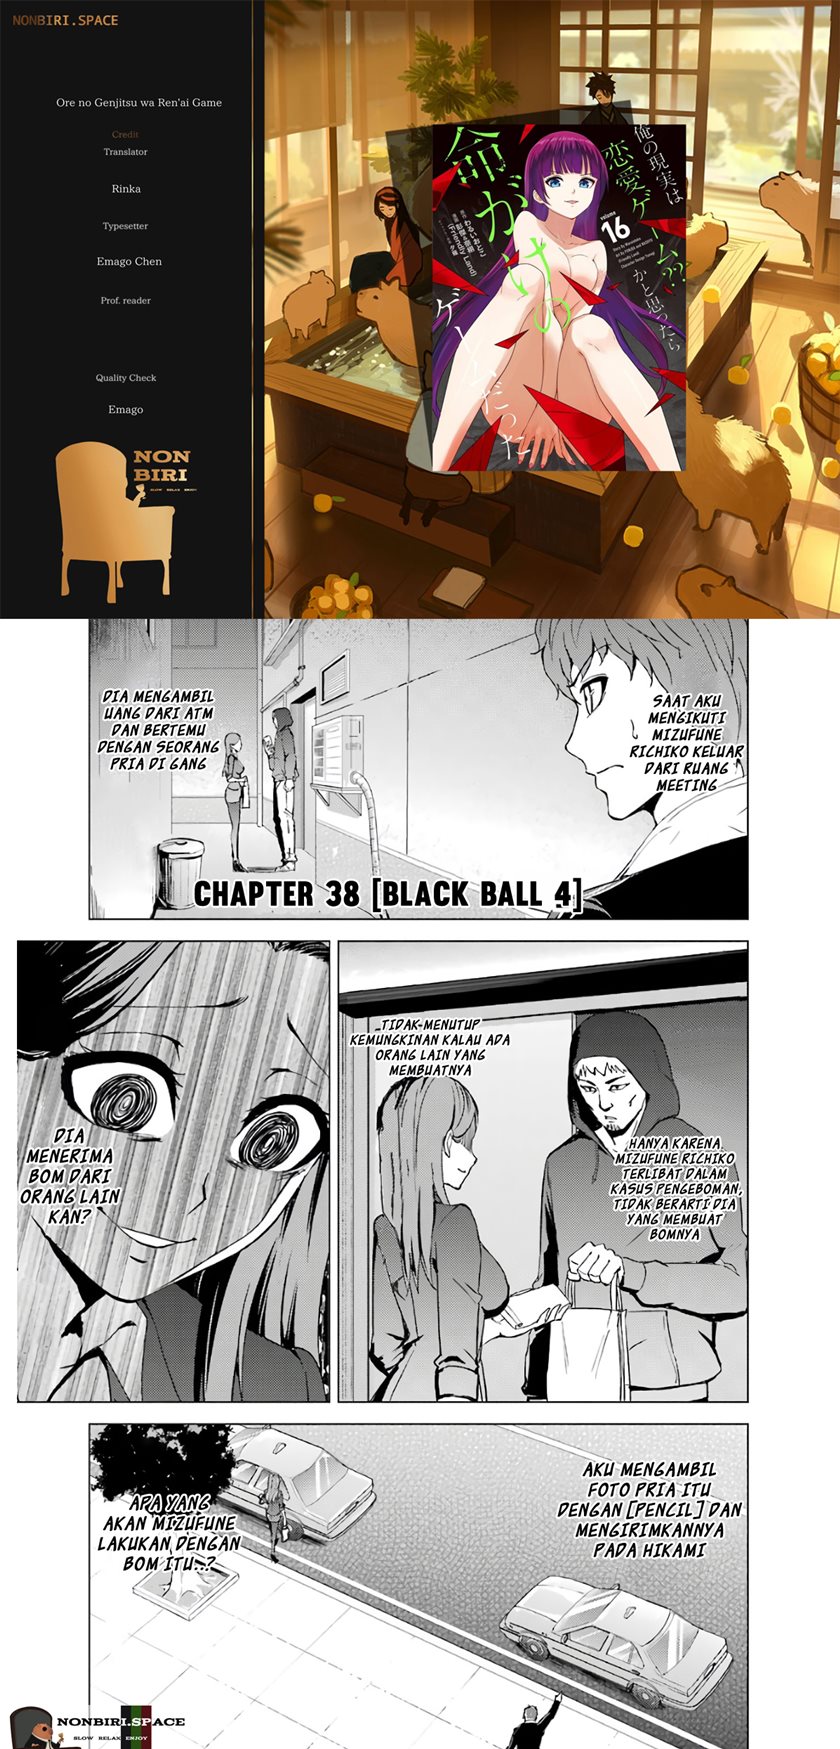 NONBIRI.SPACE
Ore no Genjitsu wa Ren'ai Game
Credit
Translator
Rinka
Typesetter
Emago Chen
Prof. reader
Quality Check
Emago
NON
BIRI
SLOW RELAX ENJOY
俺の現実は
恋愛ゲーム??
かと思ったら
命がけの
ゲームだった
volume
16
SAAT AKU
MENGIKUTI
MIZUFUNE
RICHIKO KELUAR
DARI RUANG
MEETING
DIA MENGAMBIL
UANG DARI ATM
DAN BERTEMU
DENGAN SEORANG
PRIA DI GANG
CHAPTER 38 [BLACK BALL 4]
TIDAK MENUTUP
KEMUNGKINAN KALAU ADA
ORANG LAIN YANG
MEMBUATNYA
HANYA KARENA
MIZUFUNE RICHIKO
TERLIBAT DALAM
KASUS PENGEBOMAN,
TIDAK BERARTI DIA
YANG MEMBUAT
BOMNYA
DIA
MENERIMA
BOM DARI
ORANG LAIN
KAN?
AKU MENGAMBIL
FOTO PRIA ITU
DENGAN [PENCIL] DAN
MENGIRIMKANNYA
PADA HIKAMI
APA YANG
AKAN MIZUFUNE
LAKUKAN DENGAN
BOM ITU..?
NONBIRI.SPACE
SLOW RELAX ENJOY